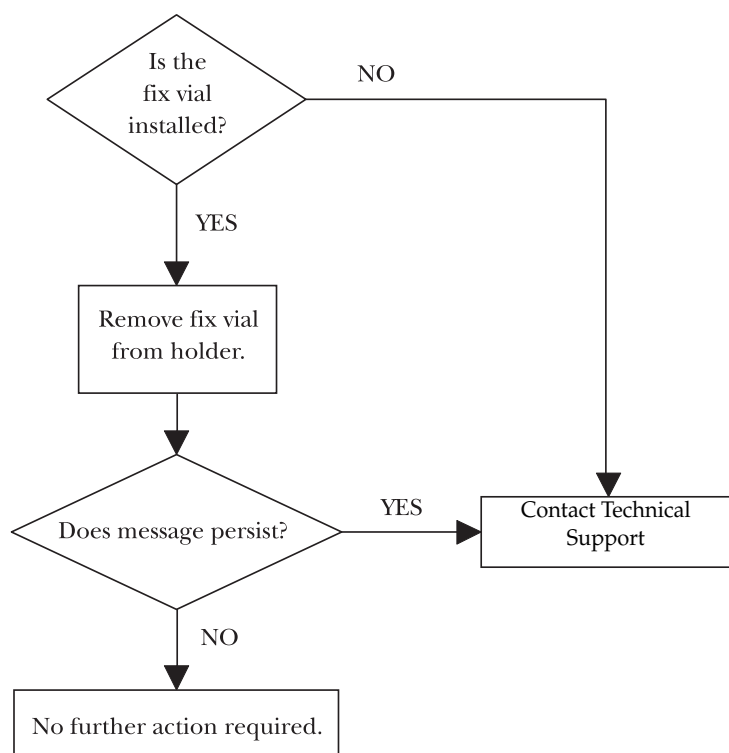 Is the
fix vial
installed?
NO
YES
Remove fix vial
from holder.
Does message persist?
YES
Contact Technical
Support
NO
No further action required.